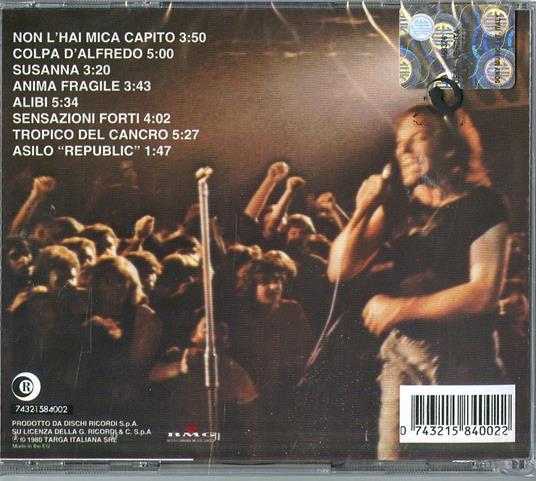 NON L'HAI MICA CAPITO 3:50
COLPA D'ALFREDO 5:00
SUSANNA 3:20
ANIMA FRAGILE 3:43
ALIBI 5:34
SENSAZIONI FORTI 4:02
TROPICO DEL CANCRO 5:27
ASILO “REPUBLIC” 1:47
R
74321584002
PRODOTTO DA DISCHI RICORDI S.p.A.
SU LICENZA DELLA G. RICORDI & C. S.p.A
℗ © 1980 TARGA ITALIANA SRL
Made in the EU
BMG
0 743215 840022